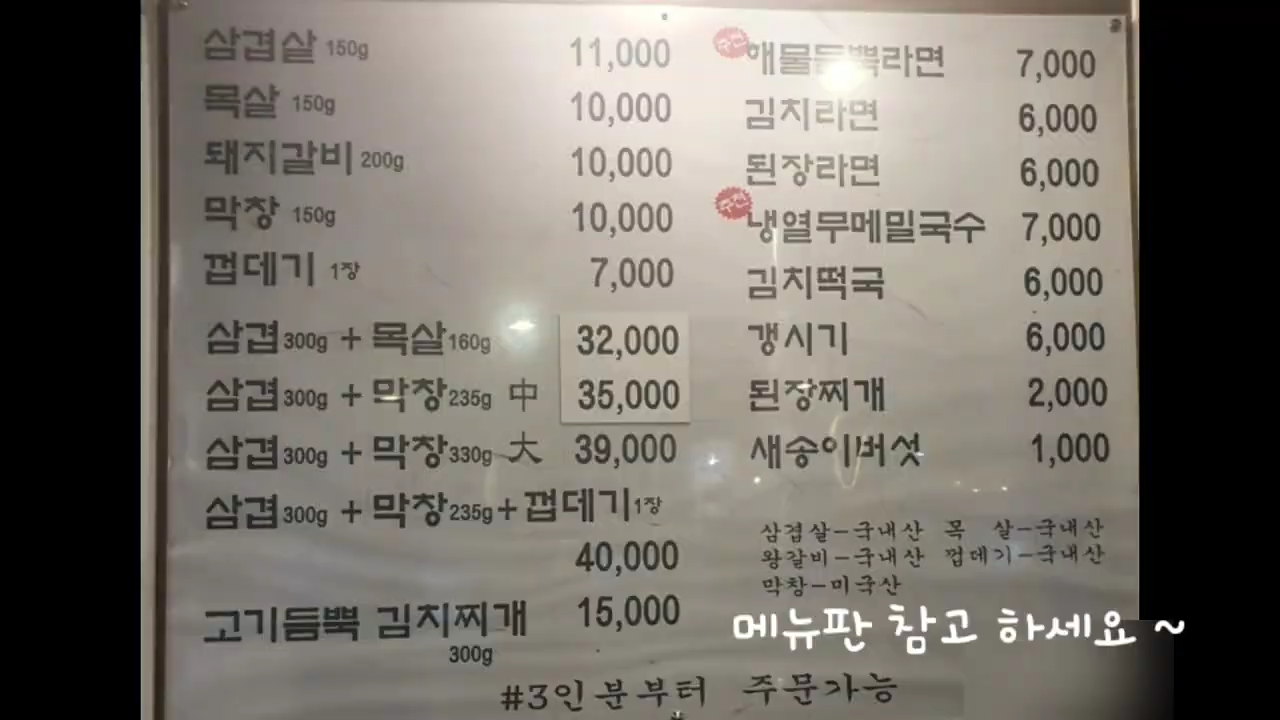 삼겹살 150g 11,000
목살 150g 10,000
돼지갈비 200g 10,000
막창 150g 10,000
껍데기 1장 7,000
삼겹300g + 목살160g 32,000
삼겹300g + 막창235g 中 35,000
삼겹300g + 막창330g 大 39,000
삼겹300g + 막창235g+껍데기1장
40,000
고기듬뿍 김치찌개 15,000
300g
추천 해물듬뿍라면 7,000
김치라면 6,000
된장라면 6,000
추천 냉열무메밀국수 7,000
김치떡국 6,000
갱시기 6,000
된장찌개 2,000
새송이버섯 1,000
삼겹살-국내산 목 살-국내산
왕갈비-국내산 껍데기-국내산
막창-미국산
메뉴판 참고 하세요 ~
#3인분부터 주문가능